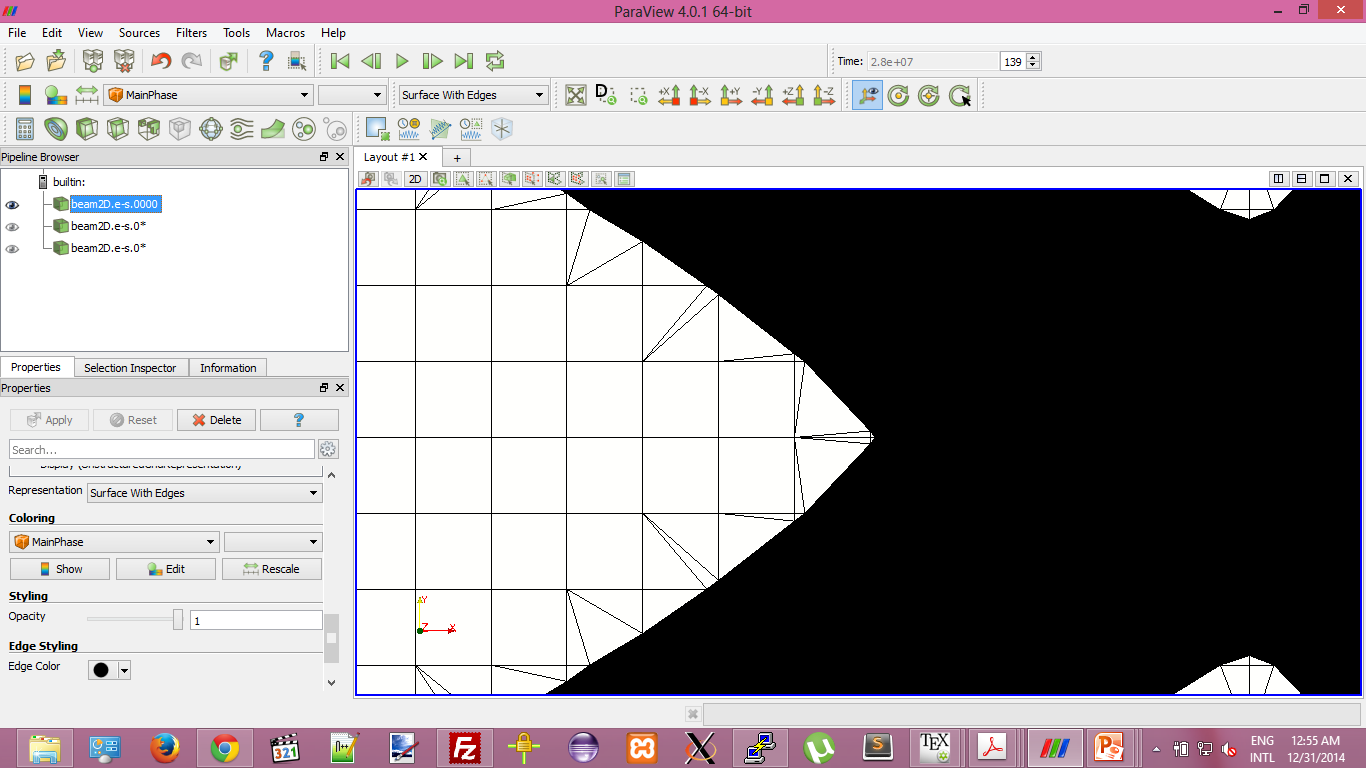 ParaView 4.0.1 64-bit
File Edit View Sources Filters Tools Macros Help
Time: 2.8e+07 139
MainPhase Surface With Edges +X -X +Y -Y +Z -Z
Pipeline Browser
Layout #1
builtin:
2D
beam2D.e-s.0000
beam2D.e-s.0*
beam2D.e-s.0*
Properties Selection Inspector Information
Properties
Apply Reset Delete ?
Search...
Representation Surface With Edges
Coloring
MainPhase
Show Edit Rescale
Styling
Opacity 1
Edge Styling
Edge Color
Y
Z X
ENG 12:55 AM
INTL 12/31/2014
321
n++
Fz
S
TEX
P